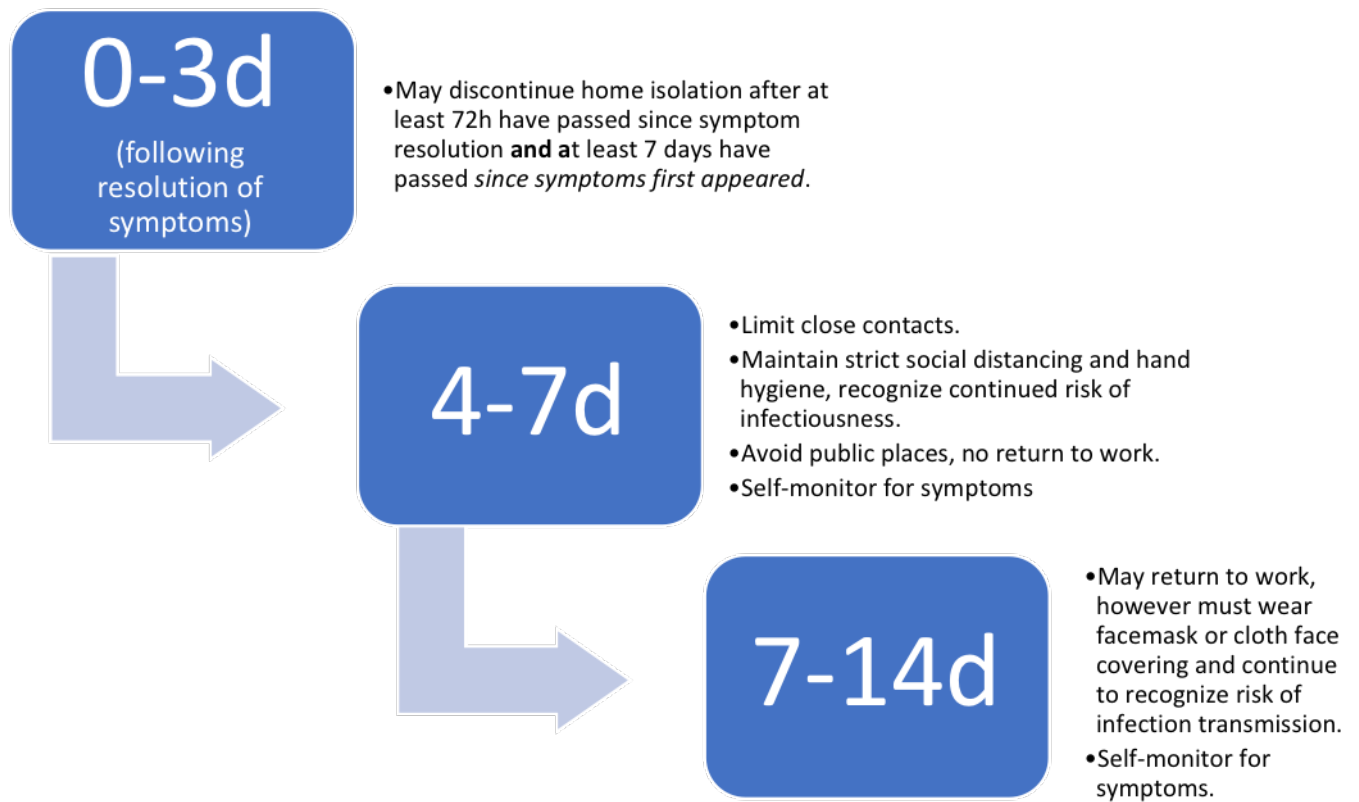 0-3d
(following
resolution of
symptoms)
•May discontinue home isolation after at
least 72h have passed since symptom
resolution and at least 7 days have
passed since symptoms first appeared.
4-7d
•Limit close contacts.
•Maintain strict social distancing and hand
hygiene, recognize continued risk of
infectiousness.
•Avoid public places, no return to work.
•Self-monitor for symptoms
7-14d
•May return to work,
however must wear
facemask or cloth face
covering and continue
to recognize risk of
infection transmission.
•Self-monitor for
symptoms.